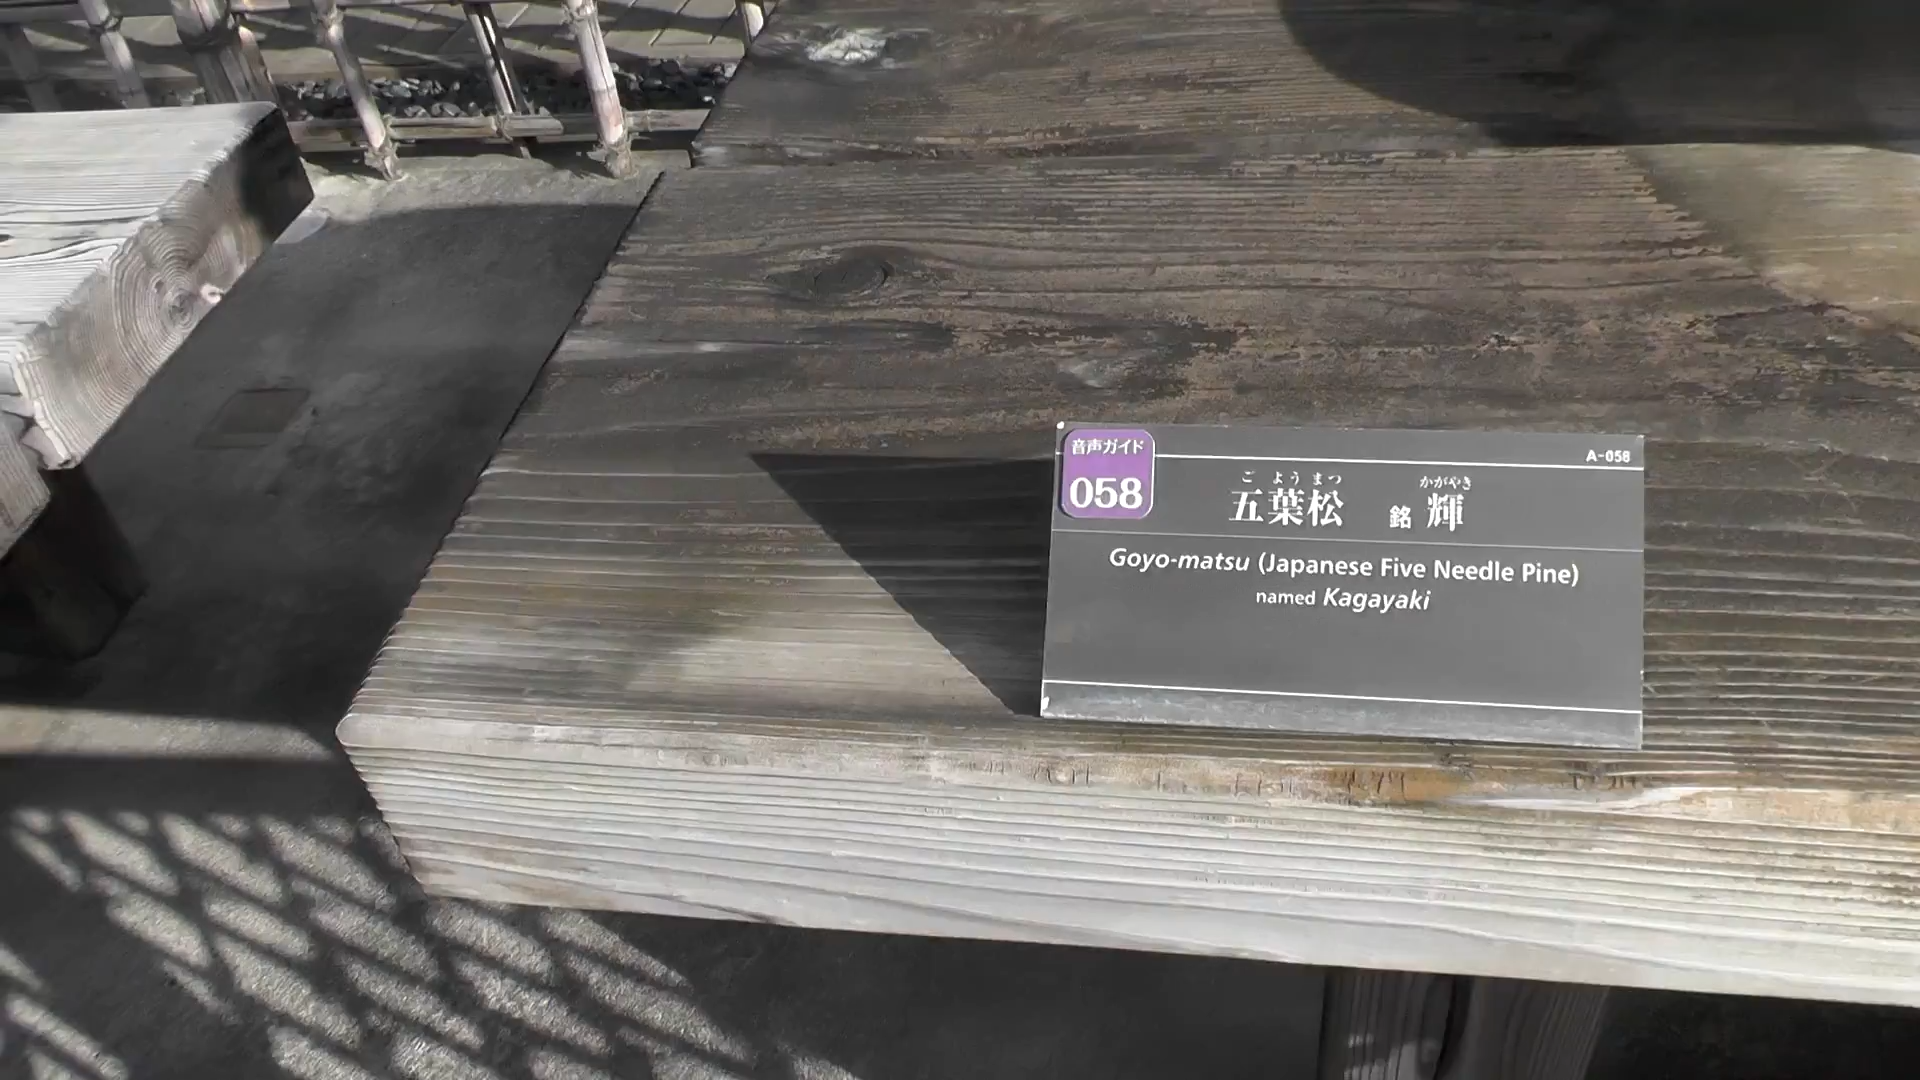 音声ガイド
058
A-058
ごようまつ かがやき
五葉松 銘 輝
Goyo-matsu (Japanese Five Needle Pine)
named Kagayaki